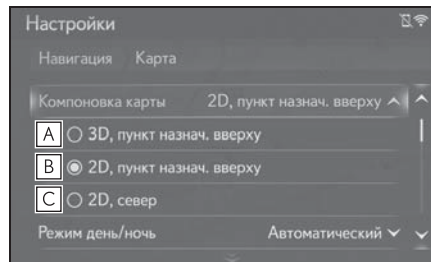 Настройки
Навигация Карта
Компоновка карты 2D, пункт назнач. вверху
A 3D, пункт назнач. вверху
B 2D, пункт назнач. вверху
C 2D, север
Режим день/ночь Автоматический